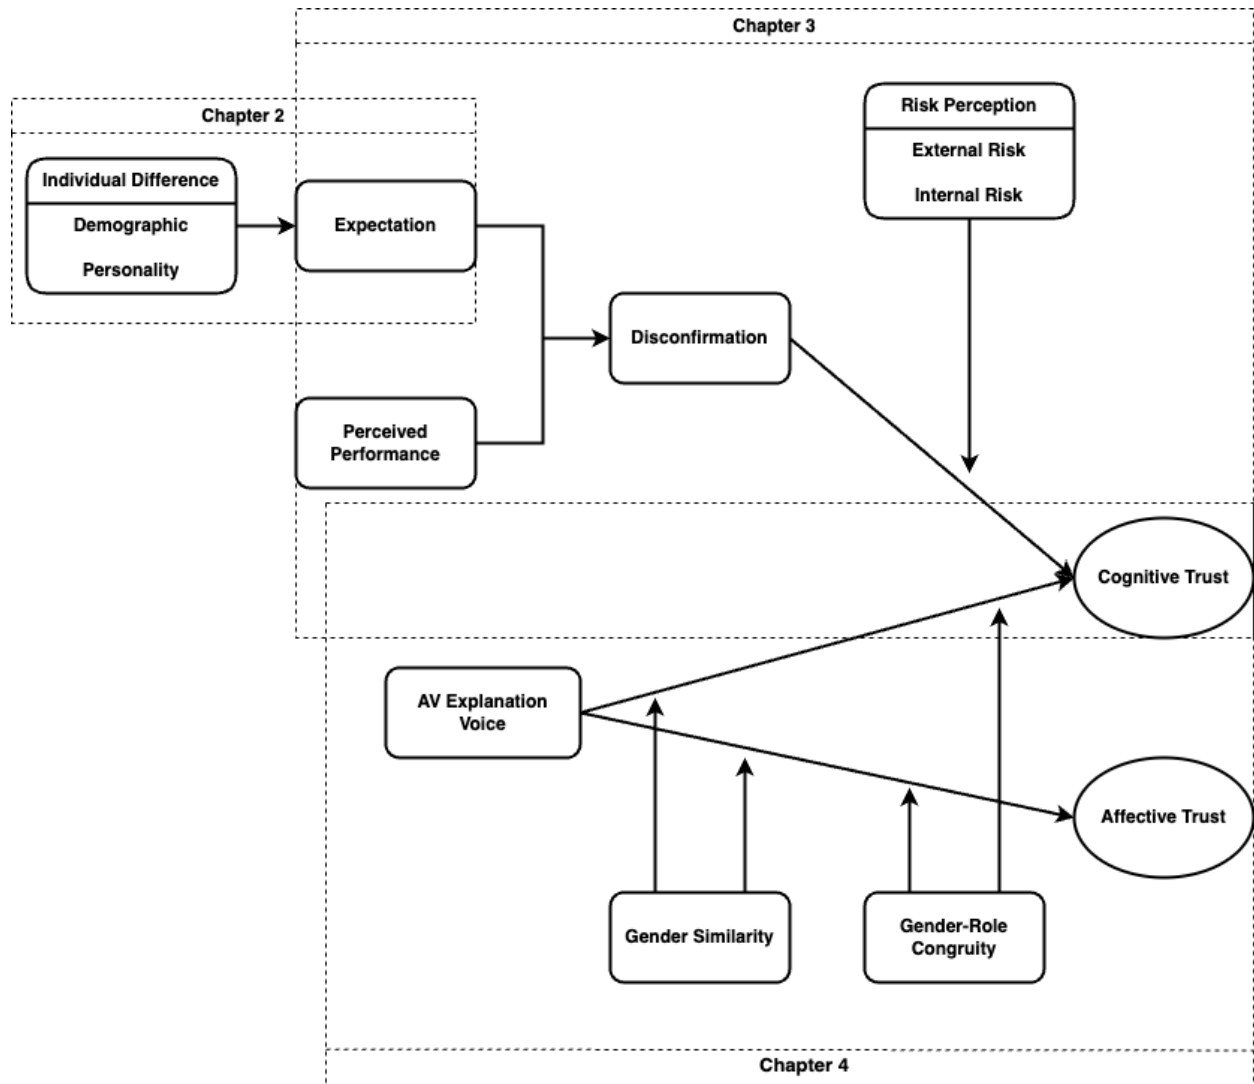 Chapter 3
Risk Perception
External Risk
Internal Risk
Chapter 2
Individual Difference
Demographic
Personality
Expectation
Disconfirmation
Perceived
Performance
Cognitive Trust
AV Explanation
Voice
Affective Trust
Gender Similarity
Gender-Role
Congruity
Chapter 4